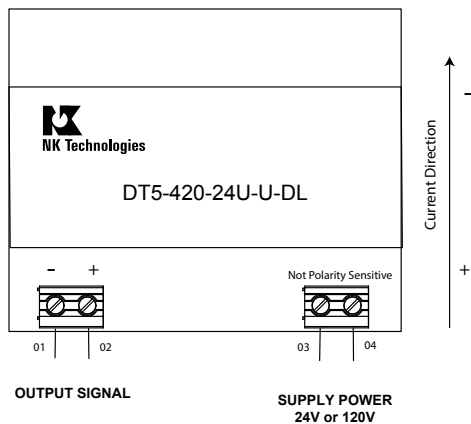 NK
NK Technologies
DT5-420-24U-U-DL
Current Direction
–
+
– +
Not Polarity Sensitive
01 02 03 04
OUTPUT SIGNAL
SUPPLY POWER
24V or 120V